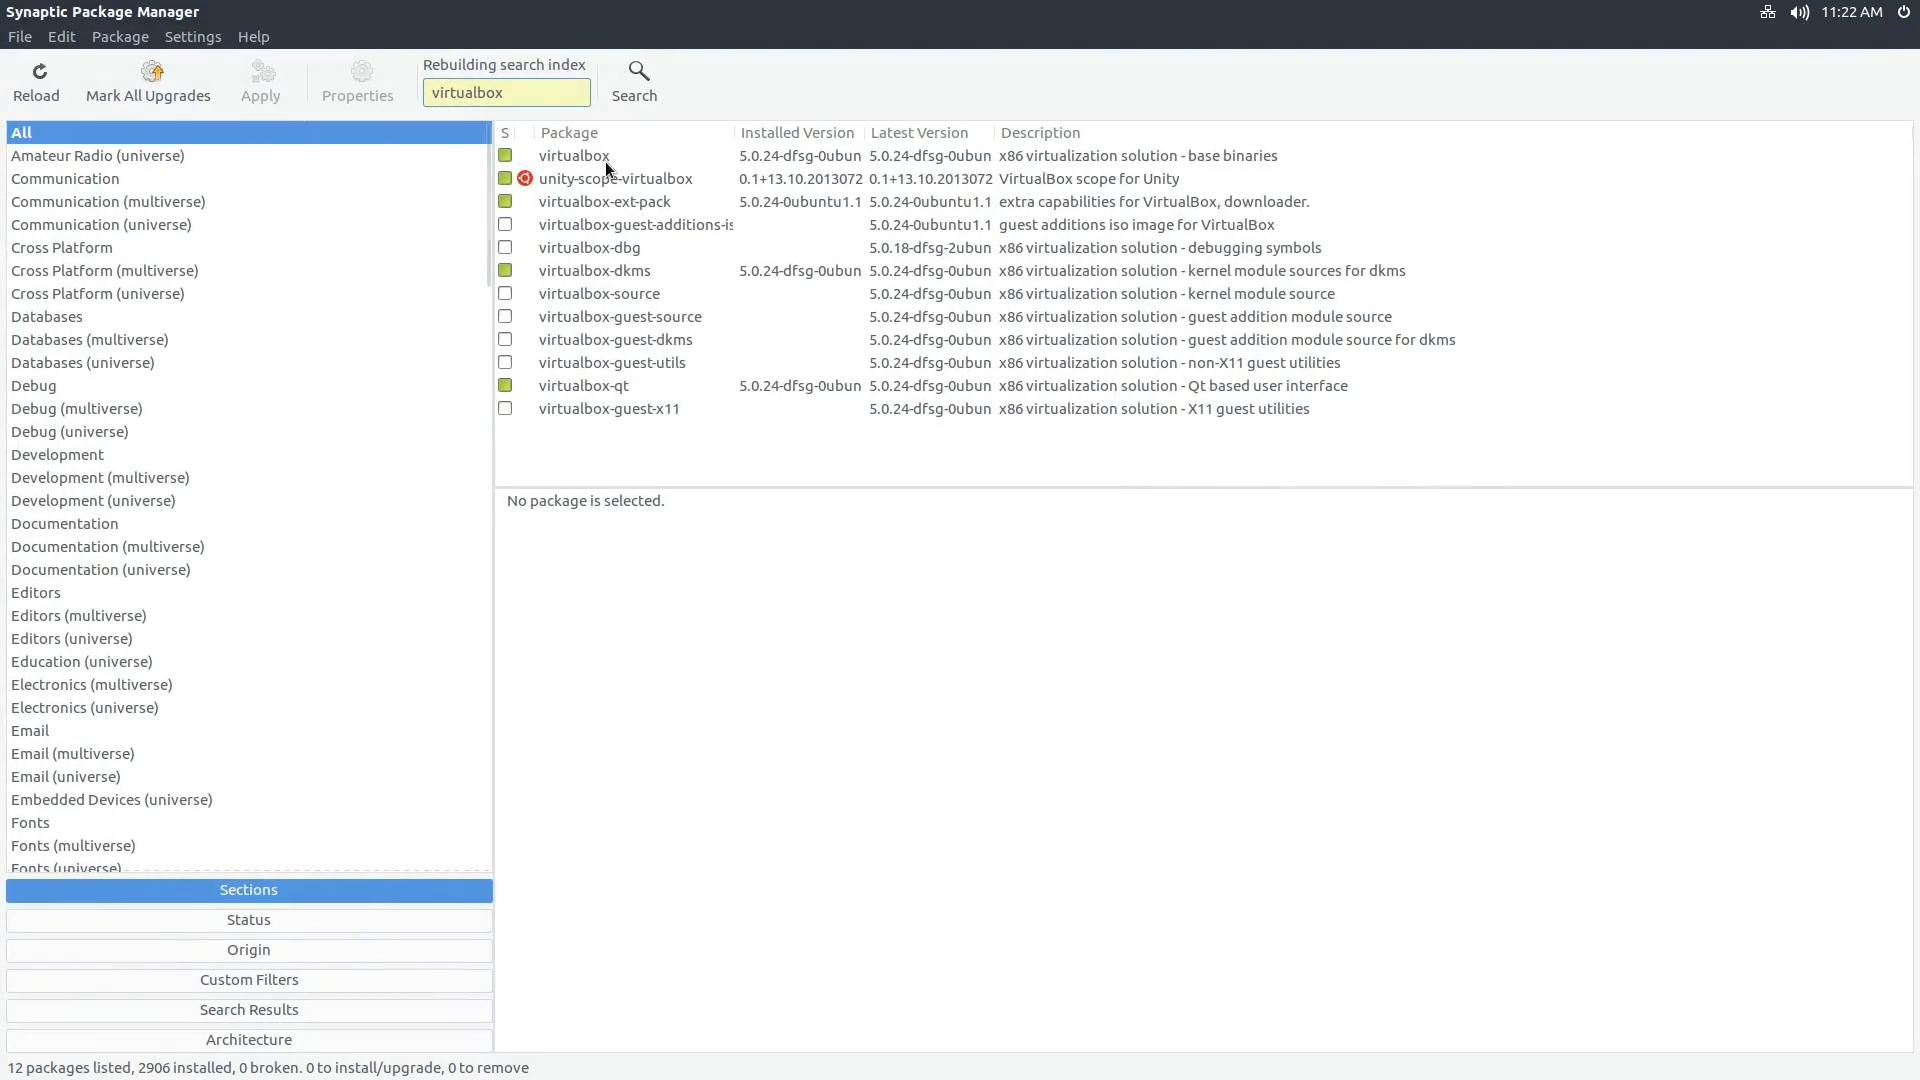 Synaptic Package Manager
11:22 AM
File Edit Package Settings Help
Reload
Mark All Upgrades
Apply
Properties
Rebuilding search index
virtualbox
Search
All
Amateur Radio (universe)
Communication
Communication (multiverse)
Communication (universe)
Cross Platform
Cross Platform (multiverse)
Cross Platform (universe)
Databases
Databases (multiverse)
Databases (universe)
Debug
Debug (multiverse)
Debug (universe)
Development
Development (multiverse)
Development (universe)
Documentation
Documentation (multiverse)
Documentation (universe)
Editors
Editors (multiverse)
Editors (universe)
Education (universe)
Electronics (multiverse)
Electronics (universe)
Email
Email (multiverse)
Email (universe)
Embedded Devices (universe)
Fonts
Fonts (multiverse)
Fonts (universe)
Sections
Status
Origin
Custom Filters
Search Results
Architecture
S Package Installed Version Latest Version Description
virtualbox 5.0.24-dfsg-0ubun 5.0.24-dfsg-0ubun x86 virtualization solution - base binaries
unity-scope-virtualbox 0.1+13.10.2013072 0.1+13.10.2013072 VirtualBox scope for Unity
virtualbox-ext-pack 5.0.24-0ubuntu1.1 5.0.24-0ubuntu1.1 extra capabilities for VirtualBox, downloader.
virtualbox-guest-additions-is 5.0.24-0ubuntu1.1 guest additions iso image for VirtualBox
virtualbox-dbg 5.0.18-dfsg-2ubun x86 virtualization solution - debugging symbols
virtualbox-dkms 5.0.24-dfsg-0ubun 5.0.24-dfsg-0ubun x86 virtualization solution - kernel module sources for dkms
virtualbox-source 5.0.24-dfsg-0ubun x86 virtualization solution - kernel module source
virtualbox-guest-source 5.0.24-dfsg-0ubun x86 virtualization solution - guest addition module source
virtualbox-guest-dkms 5.0.24-dfsg-0ubun x86 virtualization solution - guest addition module source for dkms
virtualbox-guest-utils 5.0.24-dfsg-0ubun x86 virtualization solution - non-X11 guest utilities
virtualbox-qt 5.0.24-dfsg-0ubun 5.0.24-dfsg-0ubun x86 virtualization solution - Qt based user interface
virtualbox-guest-x11 5.0.24-dfsg-0ubun x86 virtualization solution - X11 guest utilities
No package is selected.
12 packages listed, 2906 installed, 0 broken. 0 to install/upgrade, 0 to remove